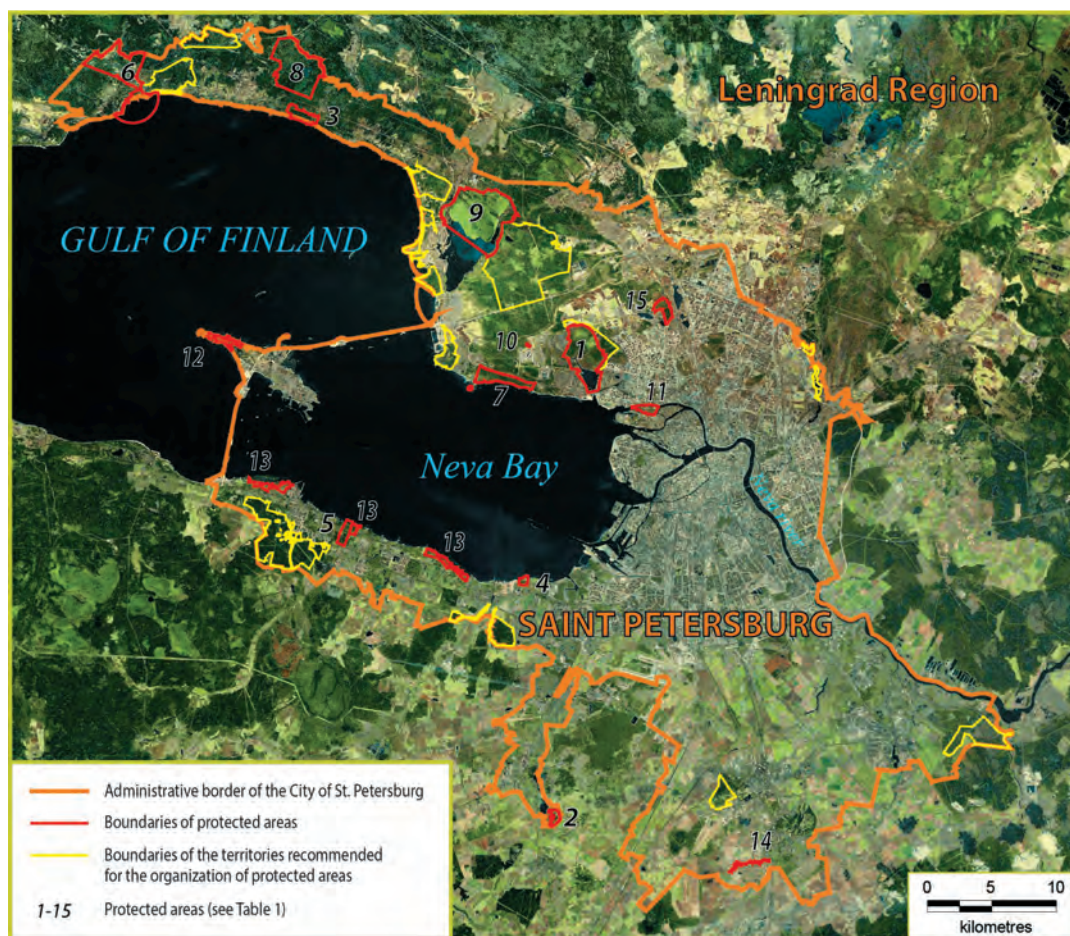 6
8
3
Leningrad Region
GULF OF FINLAND
9
15
10
1
12
7
11
Neva Bay
13
5
13
13
4
SAINT PETERSBURG
2
14
Administrative border of the City of St. Petersburg
Boundaries of protected areas
Boundaries of the territories recommended
for the organization of protected areas
1-15 Protected areas (see Table 1)
0 5 10
kilometres